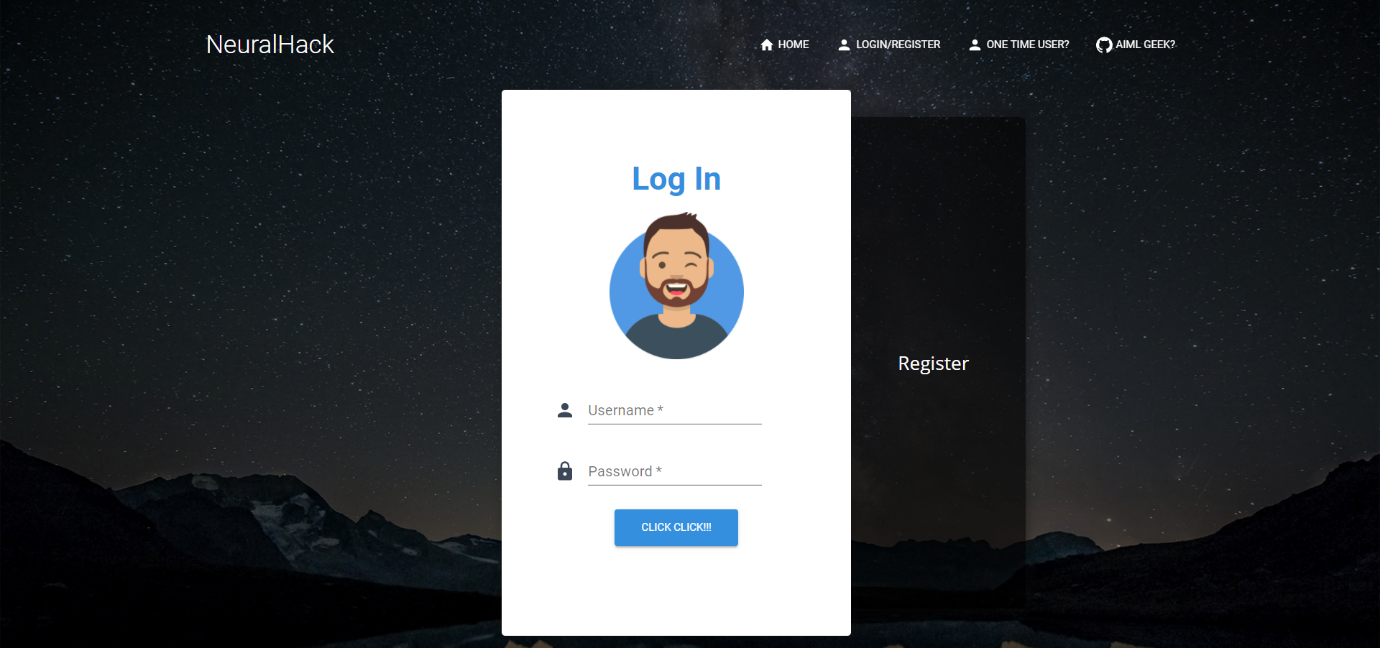 NeuralHack
HOME
LOGIN/REGISTER
ONE TIME USER?
AIML GEEK?
Log In
Register
Username *
Password *
CLICK CLICK!!!